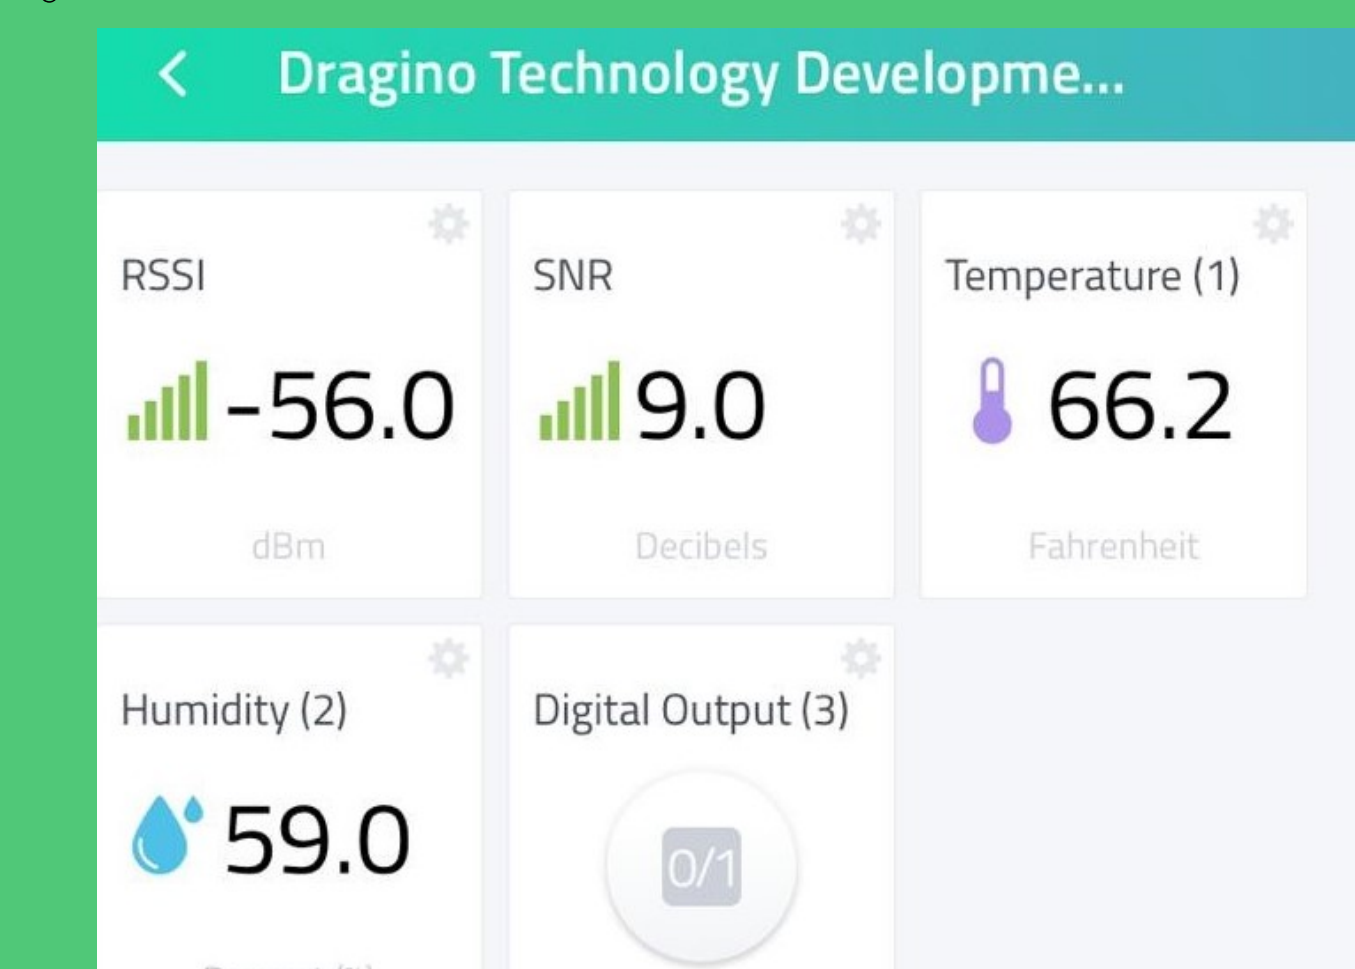 Dragino Technology Developme...
RSSI
SNR
Temperature (1)
-56.0
9.0
66.2
dBm
Decibels
Fahrenheit
Humidity (2)
Digital Output (3)
59.0
0/1